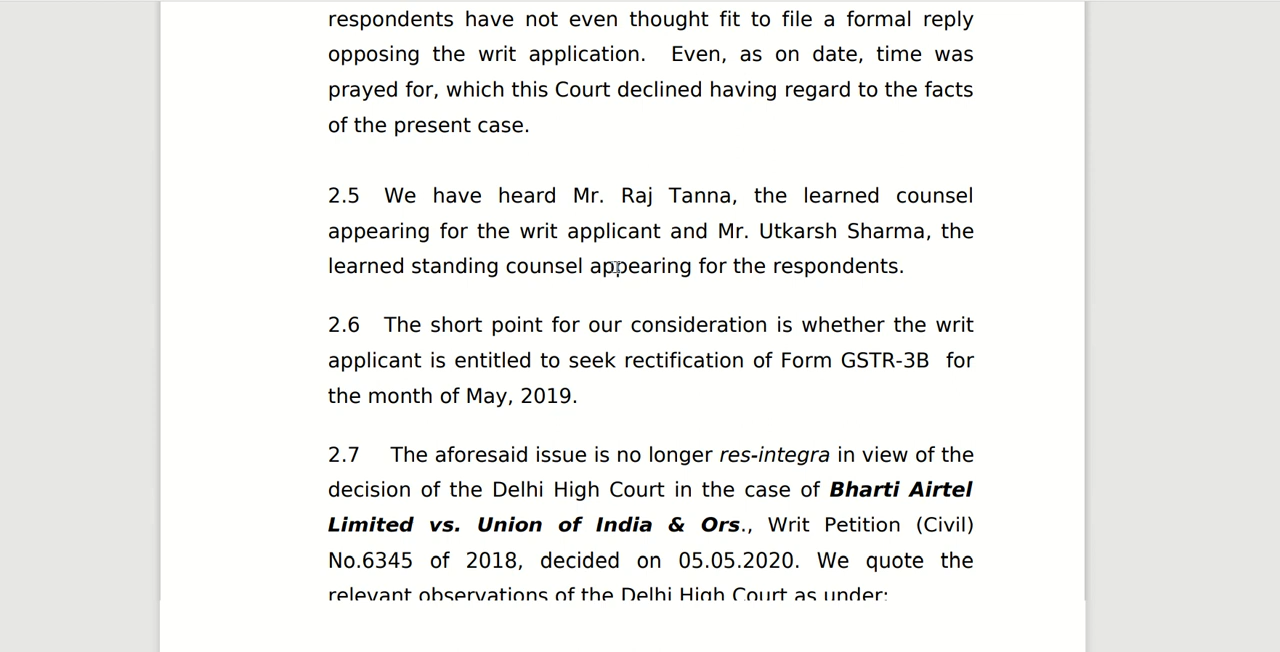 respondents have not even thought fit to file a formal reply
opposing the writ application. Even, as on date, time was
prayed for, which this Court declined having regard to the facts
of the present case.
2.5 We have heard Mr. Raj Tanna, the learned counsel
appearing for the writ applicant and Mr. Utkarsh Sharma, the
learned standing counsel appearing for the respondents.
2.6 The short point for our consideration is whether the writ
applicant is entitled to seek rectification of Form GSTR-3B for
the month of May, 2019.
2.7 The aforesaid issue is no longer res-integra in view of the
decision of the Delhi High Court in the case of Bharti Airtel
Limited vs. Union of India & Ors., Writ Petition (Civil)
No.6345 of 2018, decided on 05.05.2020. We quote the
relevant observations of the Delhi High Court as under: